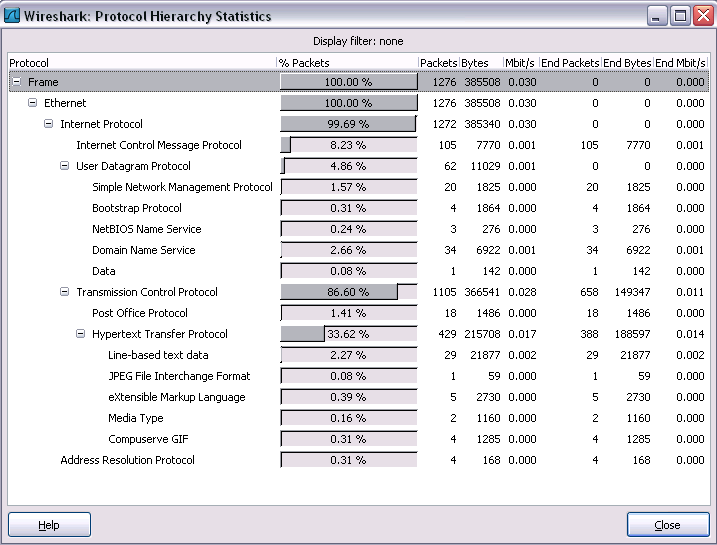 Wireshark: Protocol Hierarchy Statistics
Display filter: none
Protocol % Packets Packets Bytes Mbit/s End Packets End Bytes End Mbit/s
Frame 100.00 % 1276 385508 0.030 0 0 0.000
Ethernet 100.00 % 1276 385508 0.030 0 0 0.000
Internet Protocol 99.69 % 1272 385340 0.030 0 0 0.000
Internet Control Message Protocol 8.23 % 105 7770 0.001 105 7770 0.001
User Datagram Protocol 4.86 % 62 11029 0.001 0 0 0.000
Simple Network Management Protocol 1.57 % 20 1825 0.000 20 1825 0.000
Bootstrap Protocol 0.31 % 4 1864 0.000 4 1864 0.000
NetBIOS Name Service 0.24 % 3 276 0.000 3 276 0.000
Domain Name Service 2.66 % 34 6922 0.001 34 6922 0.001
Data 0.08 % 1 142 0.000 1 142 0.000
Transmission Control Protocol 86.60 % 1105 366541 0.028 658 149347 0.011
Post Office Protocol 1.41 % 18 1486 0.000 18 1486 0.000
Hypertext Transfer Protocol 33.62 % 429 215708 0.017 388 188597 0.014
Line-based text data 2.27 % 29 21877 0.002 29 21877 0.002
JPEG File Interchange Format 0.08 % 1 59 0.000 1 59 0.000
eXtensible Markup Language 0.39 % 5 2730 0.000 5 2730 0.000
Media Type 0.16 % 2 1160 0.000 2 1160 0.000
Compuserve GIF 0.31 % 4 1285 0.000 4 1285 0.000
Address Resolution Protocol 0.31 % 4 168 0.000 4 168 0.000
Help Close